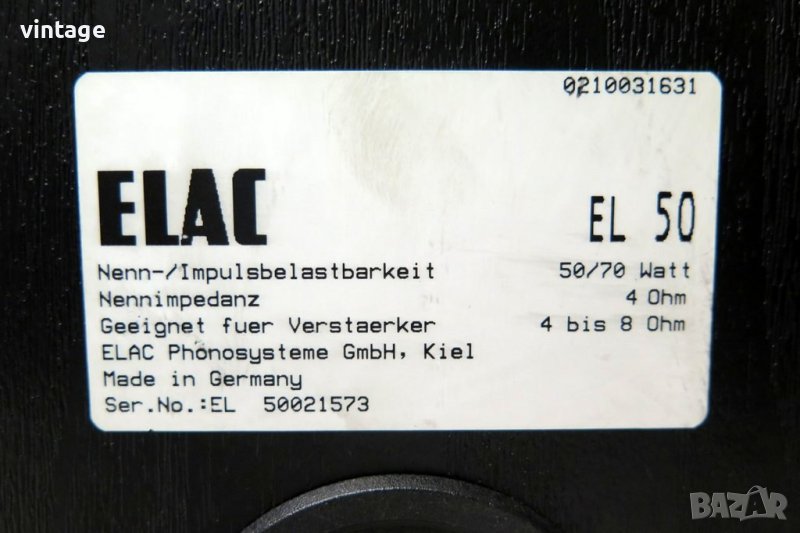 mitko
vintage
0210031631
ELAC EL 50
Nenn-/Impulsbelastbarkeit 50/70 Watt
Nennimpedanz 4 Ohm
Geeignet fuer Verstaerker 4 bis 8 Ohm
ELAC Phonosysteme GmbH, Kiel
Made in Germany
Ser.No.:EL 50021573
BAZAR